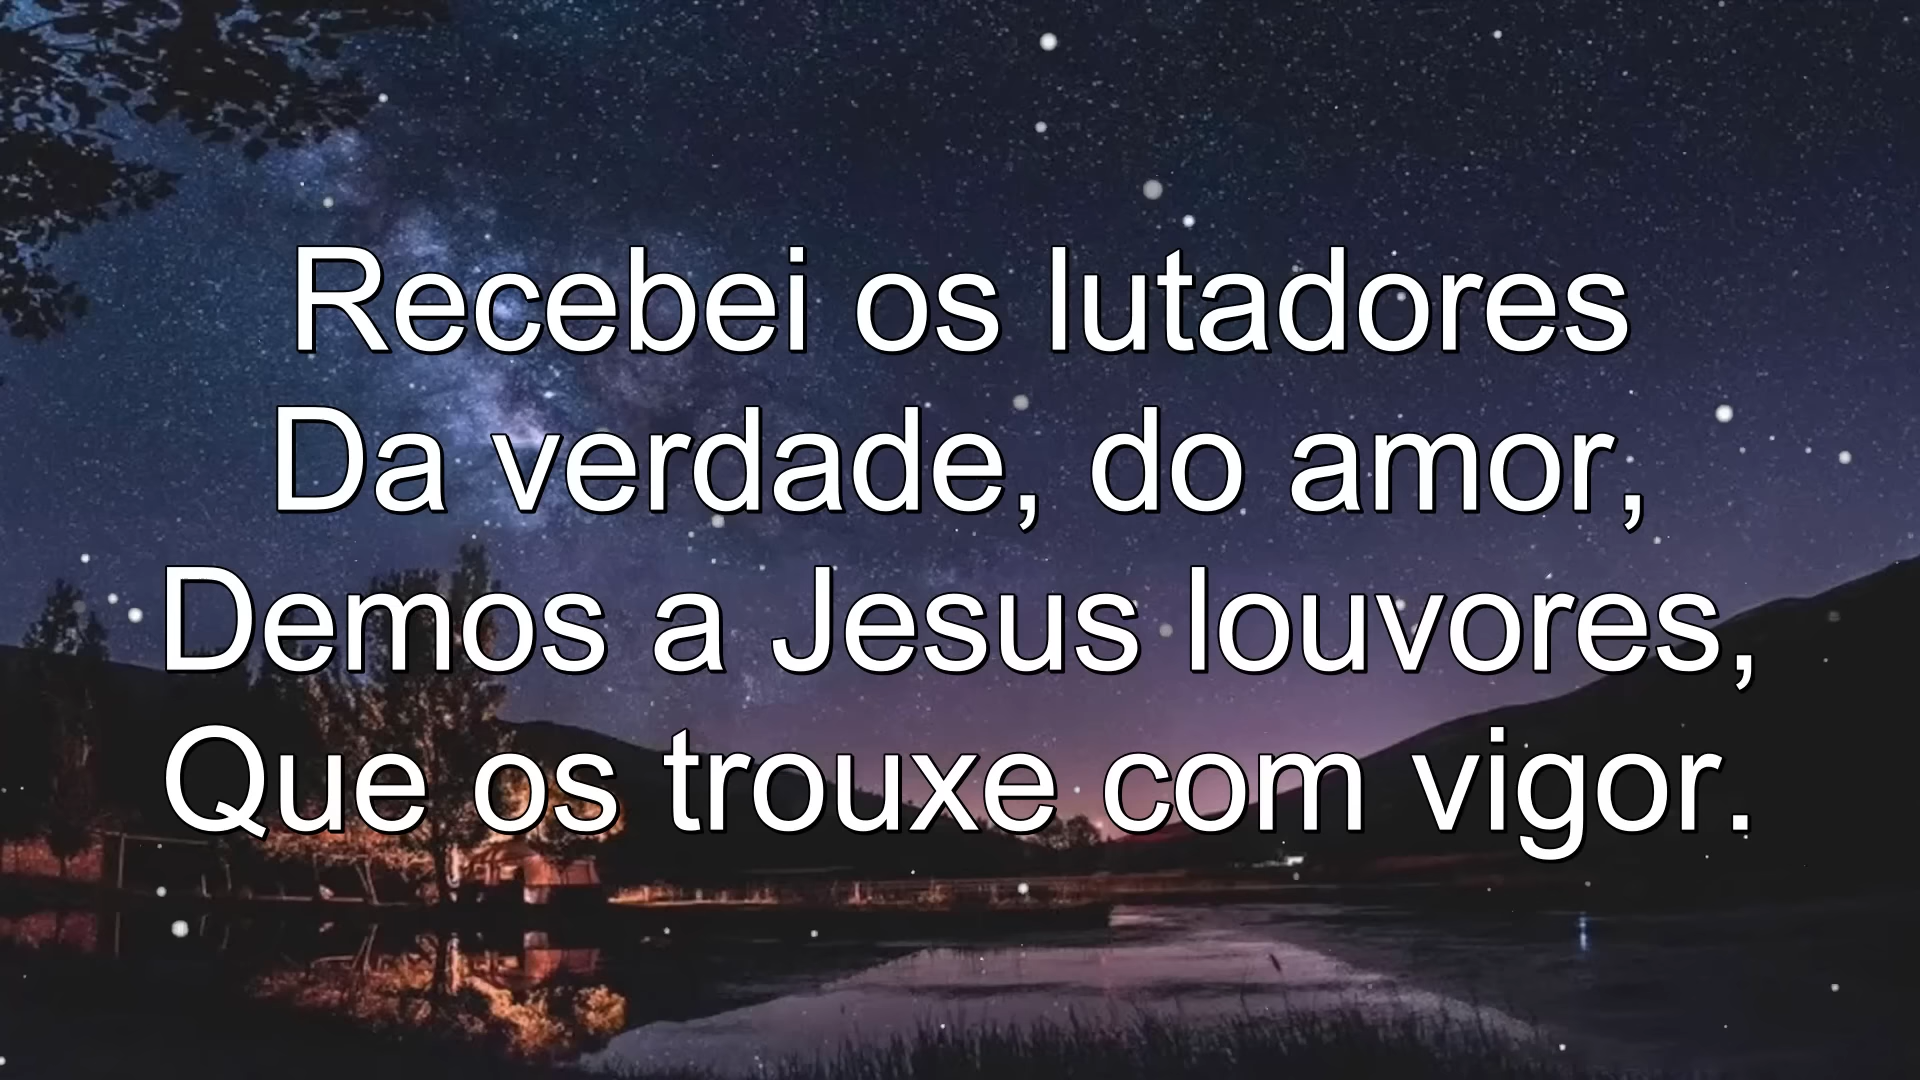 Recebei os lutadores
Da verdade, do amor,
Demos a Jesus louvores,
Que os trouxe com vigor.